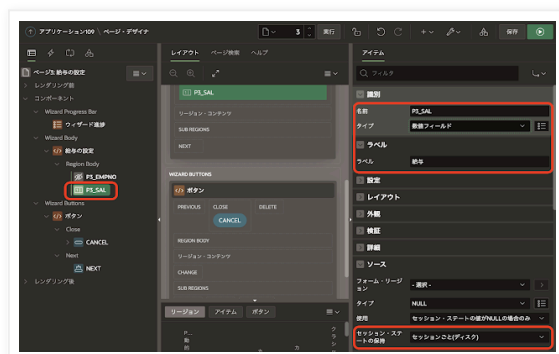 アプリケーション109 \ ページ・デザイナ
3
実行
保存
レイアウト ページ検索 ヘルプ
アイテム
ページ3: 給与の設定
レンダリング前
コンポーネント
Wizard Progress Bar
ウィザード進捗
Wizard Body
給与の設定
Region Body
P3_EMPNO
P3_SAL
Wizard Buttons
ボタン
Close
CANCEL
Next
NEXT
レンダリング後
P3_SAL
リージョン・コンテンツ
SUB REGIONS
NEXT
WIZARD BUTTONS
ボタン
PREVIOUS CLOSE DELETE
CANCEL
REGION BODY
リージョン・コンテンツ
CHANGE
SUB REGIONS
リージョン アイテム ボタン
フィルタ
識別
名前 P3_SAL
タイプ 数値フィールド
ラベル
ラベル 給与
設定
レイアウト
外観
検証
詳細
ソース
フォーム・リージョン - 選択 -
タイプ NULL
使用 セッション・ステートの値がNULLの場合のみ
セッション・ステートの保持 セッションごと(ディスク)